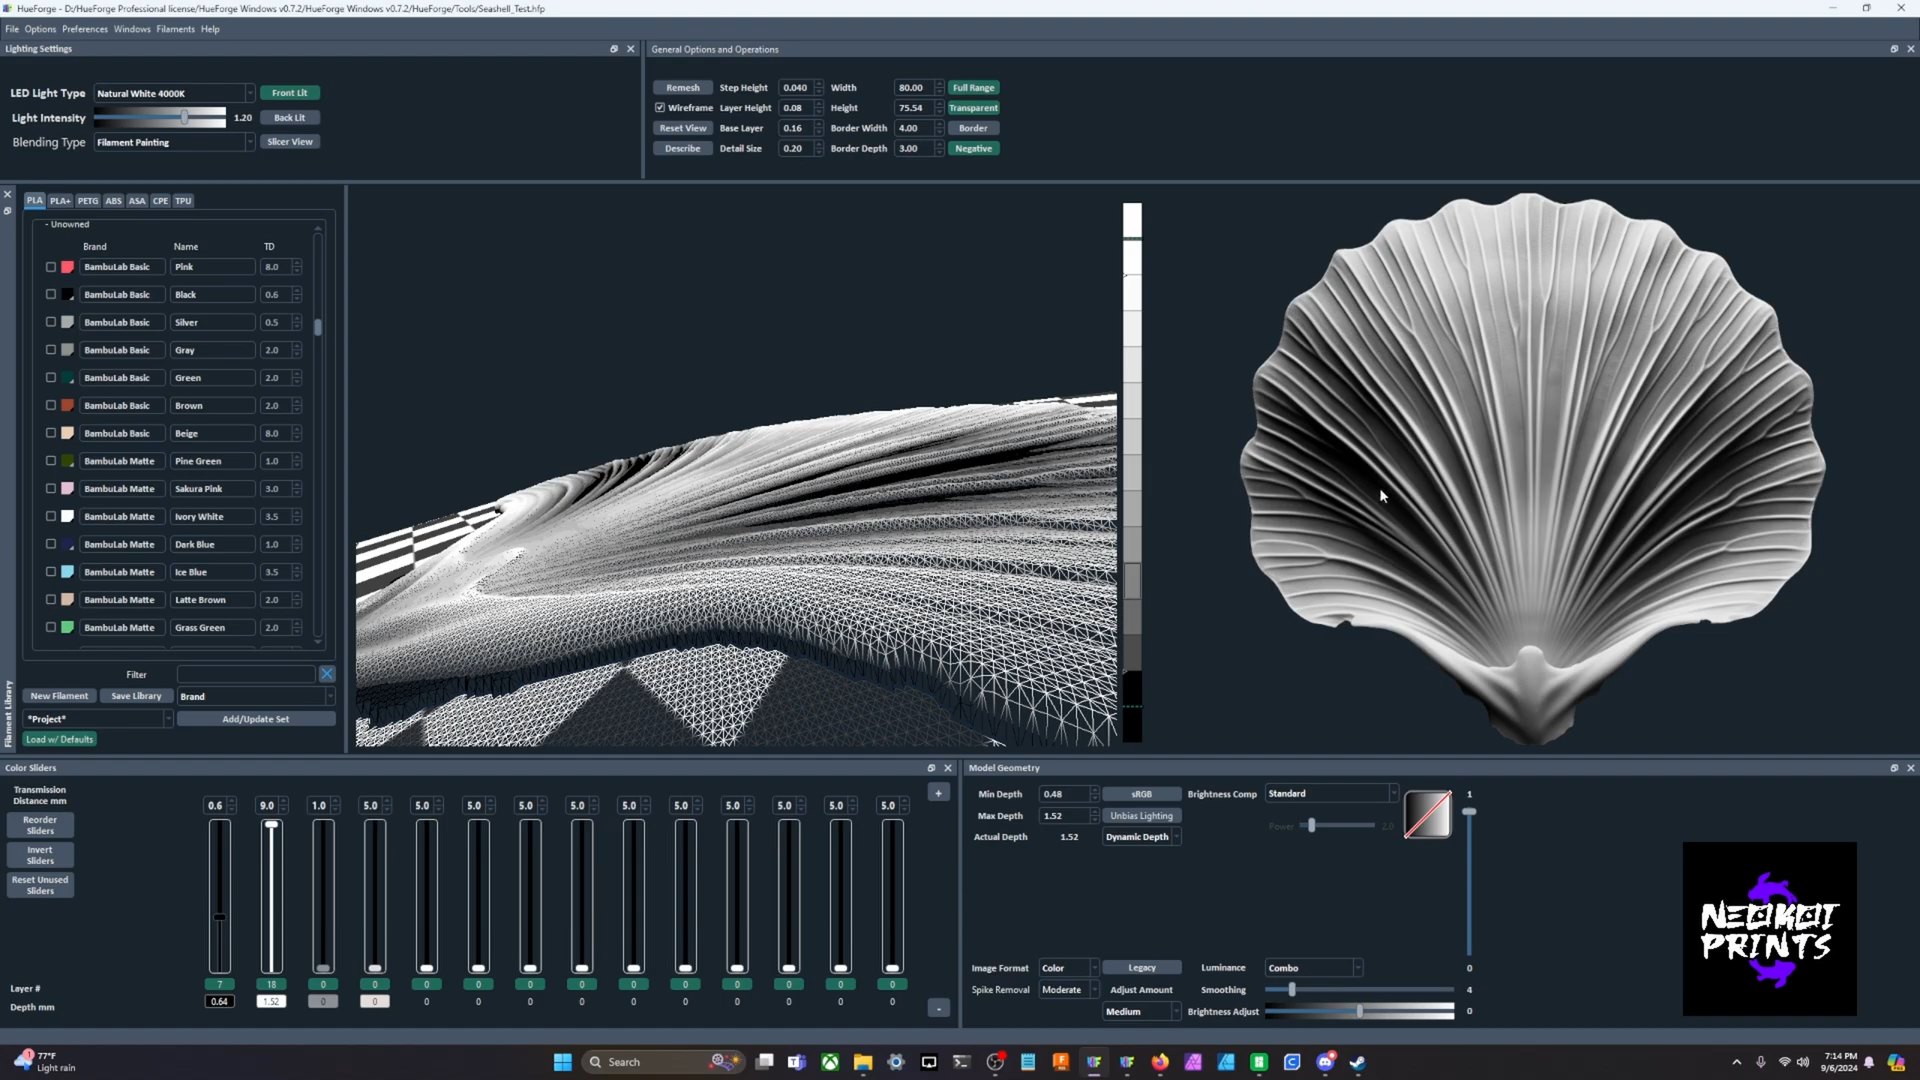 HueForge - D:/HueForge Professional license/HueForge Windows v0.7.2/HueForge Windows v0.7.2/HueForge/Tools/Seashell_Test.hfp
File Options Preferences Windows Filaments Help
Lighting Settings
LED Light Type Natural White 4000K Front Lit
Light Intensity 1.20 Back Lit
Blending Type Filament Painting Slicer View
General Options and Operations
Remesh Step Height 0.040 Width 80.00 Full Range
Wireframe Layer Height 0.08 Height 75.54 Transparent
Reset View Base Layer 0.16 Border Width 4.00 Border
Describe Detail Size 0.20 Border Depth 3.00 Negative
Filament Library
PLA PLA+ PETG ABS ASA CPE TPU
- Unowned
Brand Name TD
BambuLab Basic Pink 8.0
BambuLab Basic Black 0.6
BambuLab Basic Silver 0.5
BambuLab Basic Gray 2.0
BambuLab Basic Green 2.0
BambuLab Basic Brown 2.0
BambuLab Basic Beige 8.0
BambuLab Matte Pine Green 1.0
BambuLab Matte Sakura Pink 3.0
BambuLab Matte Ivory White 3.5
BambuLab Matte Dark Blue 1.0
BambuLab Matte Ice Blue 3.5
BambuLab Matte Latte Brown 2.0
BambuLab Matte Grass Green 2.0
Filter
New Filament Save Library Brand
*Project* Add/Update Set
Load w/ Defaults
Color Sliders
Transmission
Distance mm
0.6 9.0 1.0 5.0 5.0 5.0 5.0 5.0 5.0 5.0 5.0 5.0 5.0 5.0
+
Reorder
Sliders
Invert
Sliders
Reset Unused
Sliders
Layer # 7 18 0 0 0 0 0 0 0 0 0 0 0 0
Depth mm 0.64 1.52 0 0 0 0 0 0 0 0 0 0 0 0
-
Model Geometry
Min Depth 0.48 sRGB Brightness Comp Standard 1
Max Depth 1.52 Unbias Lighting
Actual Depth 1.52 Dynamic Depth Power 2.0
Image Format Color Legacy Luminance Combo 0
Spike Removal Moderate Adjust Amount Smoothing 4
Medium Brightness Adjust 0
NEOKOI
PRINTS
1
77°F
Light rain
Search
7:14 PM
9/6/2024